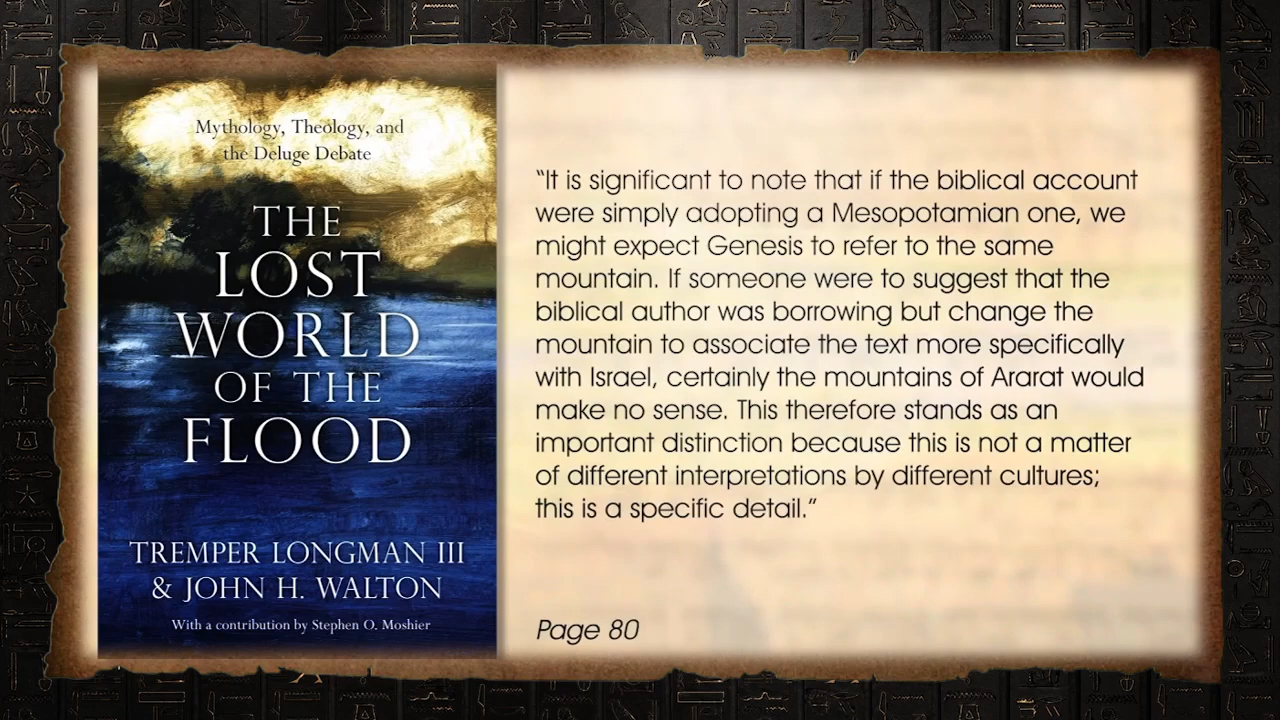 Mythology, Theology, and
the Deluge Debate
THE
LOST
WORLD
OF THE
FLOOD
TREMPER LONGMAN III
& JOHN H. WALTON
With a contribution by Stephen O. Moshier
“It is significant to note that if the biblical account
were simply adopting a Mesopotamian one, we
might expect Genesis to refer to the same
mountain. If someone were to suggest that the
biblical author was borrowing but change the
mountain to associate the text more specifically
with Israel, certainly the mountains of Ararat would
make no sense. This therefore stands as an
important distinction because this is not a matter
of different interpretations by different cultures;
this is a specific detail.”
Page 80